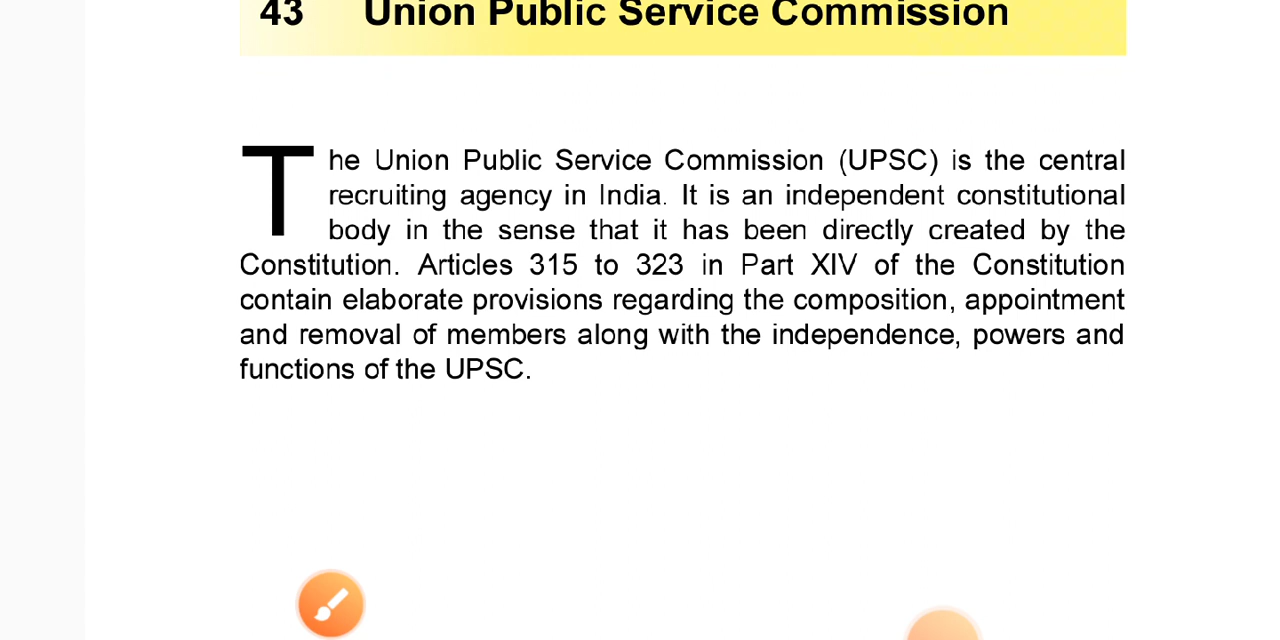 43 Union Public Service Commission
The Union Public Service Commission (UPSC) is the central
recruiting agency in India. It is an independent constitutional
body in the sense that it has been directly created by the
Constitution. Articles 315 to 323 in Part XIV of the Constitution
contain elaborate provisions regarding the composition, appointment
and removal of members along with the independence, powers and
functions of the UPSC.